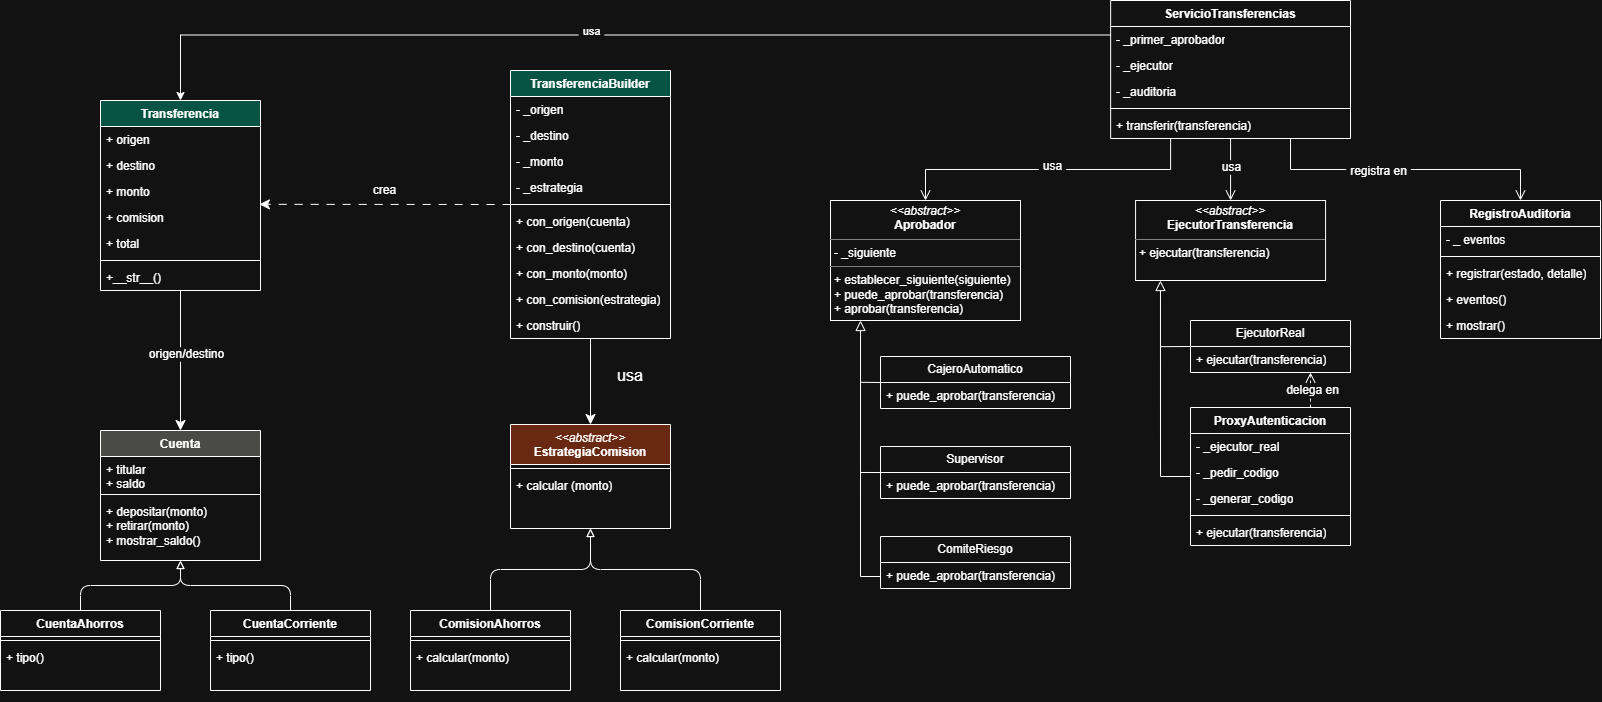 ServicioTransferencias
- _primer_aprobador
- _ejecutor
- _auditoria
+ transferir(transferencia)
usa
Transferencia
+ origen
+ destino
+ monto
+ comision
+ total
+__str__()
crea
TransferenciaBuilder
- _origen
- _destino
- _monto
- _estrategia
+ con_origen(cuenta)
+ con_destino(cuenta)
+ con_monto(monto)
+ con_comision(estrategia)
+ construir()
origen/destino
Cuenta
+ titular
+ saldo
+ depositar(monto)
+ retirar(monto)
+ mostrar_saldo()
CuentaAhorros
+ tipo()
CuentaCorriente
+ tipo()
usa
<<abstract>>
EstrategiaComision
+ calcular (monto)
ComisionAhorros
+ calcular(monto)
ComisionCorriente
+ calcular(monto)
usa
<<abstract>>
Aprobador
- _siguiente
+ establecer_siguiente(siguiente)
+ puede_aprobar(transferencia)
+ aprobar(transferencia)
CajeroAutomatico
+ puede_aprobar(transferencia)
Supervisor
+ puede_aprobar(transferencia)
ComiteRiesgo
+ puede_aprobar(transferencia)
usa
<<abstract>>
EjecutorTransferencia
+ ejecutar(transferencia)
EjecutorReal
+ ejecutar(transferencia)
delega en
ProxyAutenticacion
- _ejecutor_real
- _pedir_codigo
- _generar_codigo
+ ejecutar(transferencia)
registra en
RegistroAuditoria
- _ eventos
+ registrar(estado, detalle)
+ eventos()
+ mostrar()